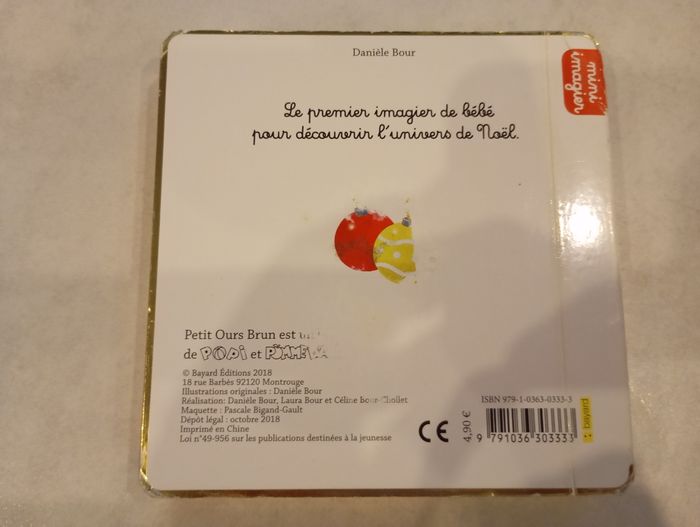 Danièle Bour
mini
imagier
Le premier imagier de bébé
pour découvrir l'univers de Noël.
Petit Ours Brun est
de POPI et
© Bayard Éditions 2018
18 rue Barbès 92120 Montrouge
Illustrations originales : Danièle Bour
Réalisation: Danièle Bour, Laura Bour et Céline Bour-Chollet
Maquette : Pascale Bigand-Gault
Dépôt légal : octobre 2018
Imprimé en Chine
Loi n°49-956 sur les publications destinées à la jeunesse
CE
4,90 €
ISBN 979-1-0363-0333-3
9 791036 303333
bayard